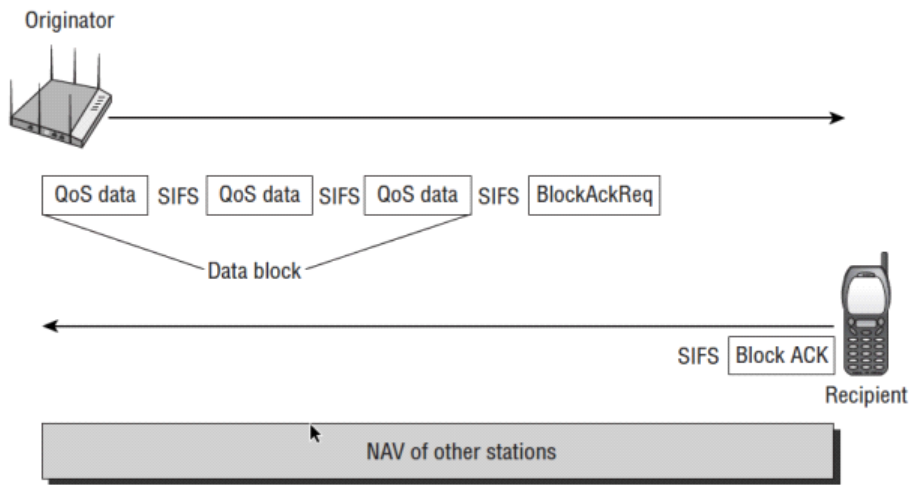 Originator
QoS data SIFS QoS data SIFS QoS data SIFS BlockAckReq
Data block
SIFS Block ACK
Recipient
NAV of other stations